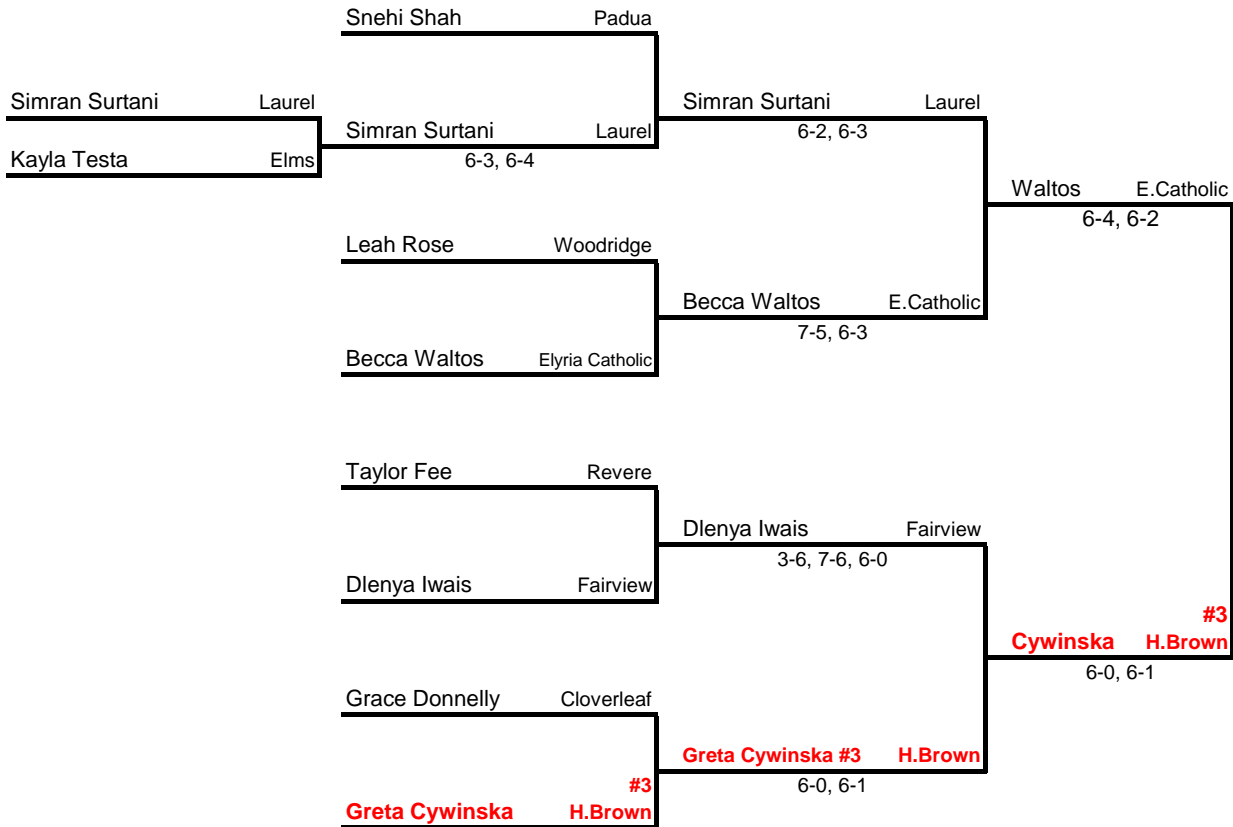 Snehi Shah Padua
Simran Surtani Laurel
Simran Surtani Laurel
Simran Surtani Laurel
6-2, 6-3
Kayla Testa Elms
6-3, 6-4
Waltos E.Catholic
6-4, 6-2
Leah Rose Woodridge
Becca Waltos E.Catholic
7-5, 6-3
Becca Waltos Elyria Catholic
Taylor Fee Revere
Dlenya Iwais Fairview
3-6, 7-6, 6-0
Dlenya Iwais Fairview
#3
Cywinska H.Brown
6-0, 6-1
Grace Donnelly Cloverleaf
Greta Cywinska #3 H.Brown
6-0, 6-1
#3
Greta Cywinska H.Brown